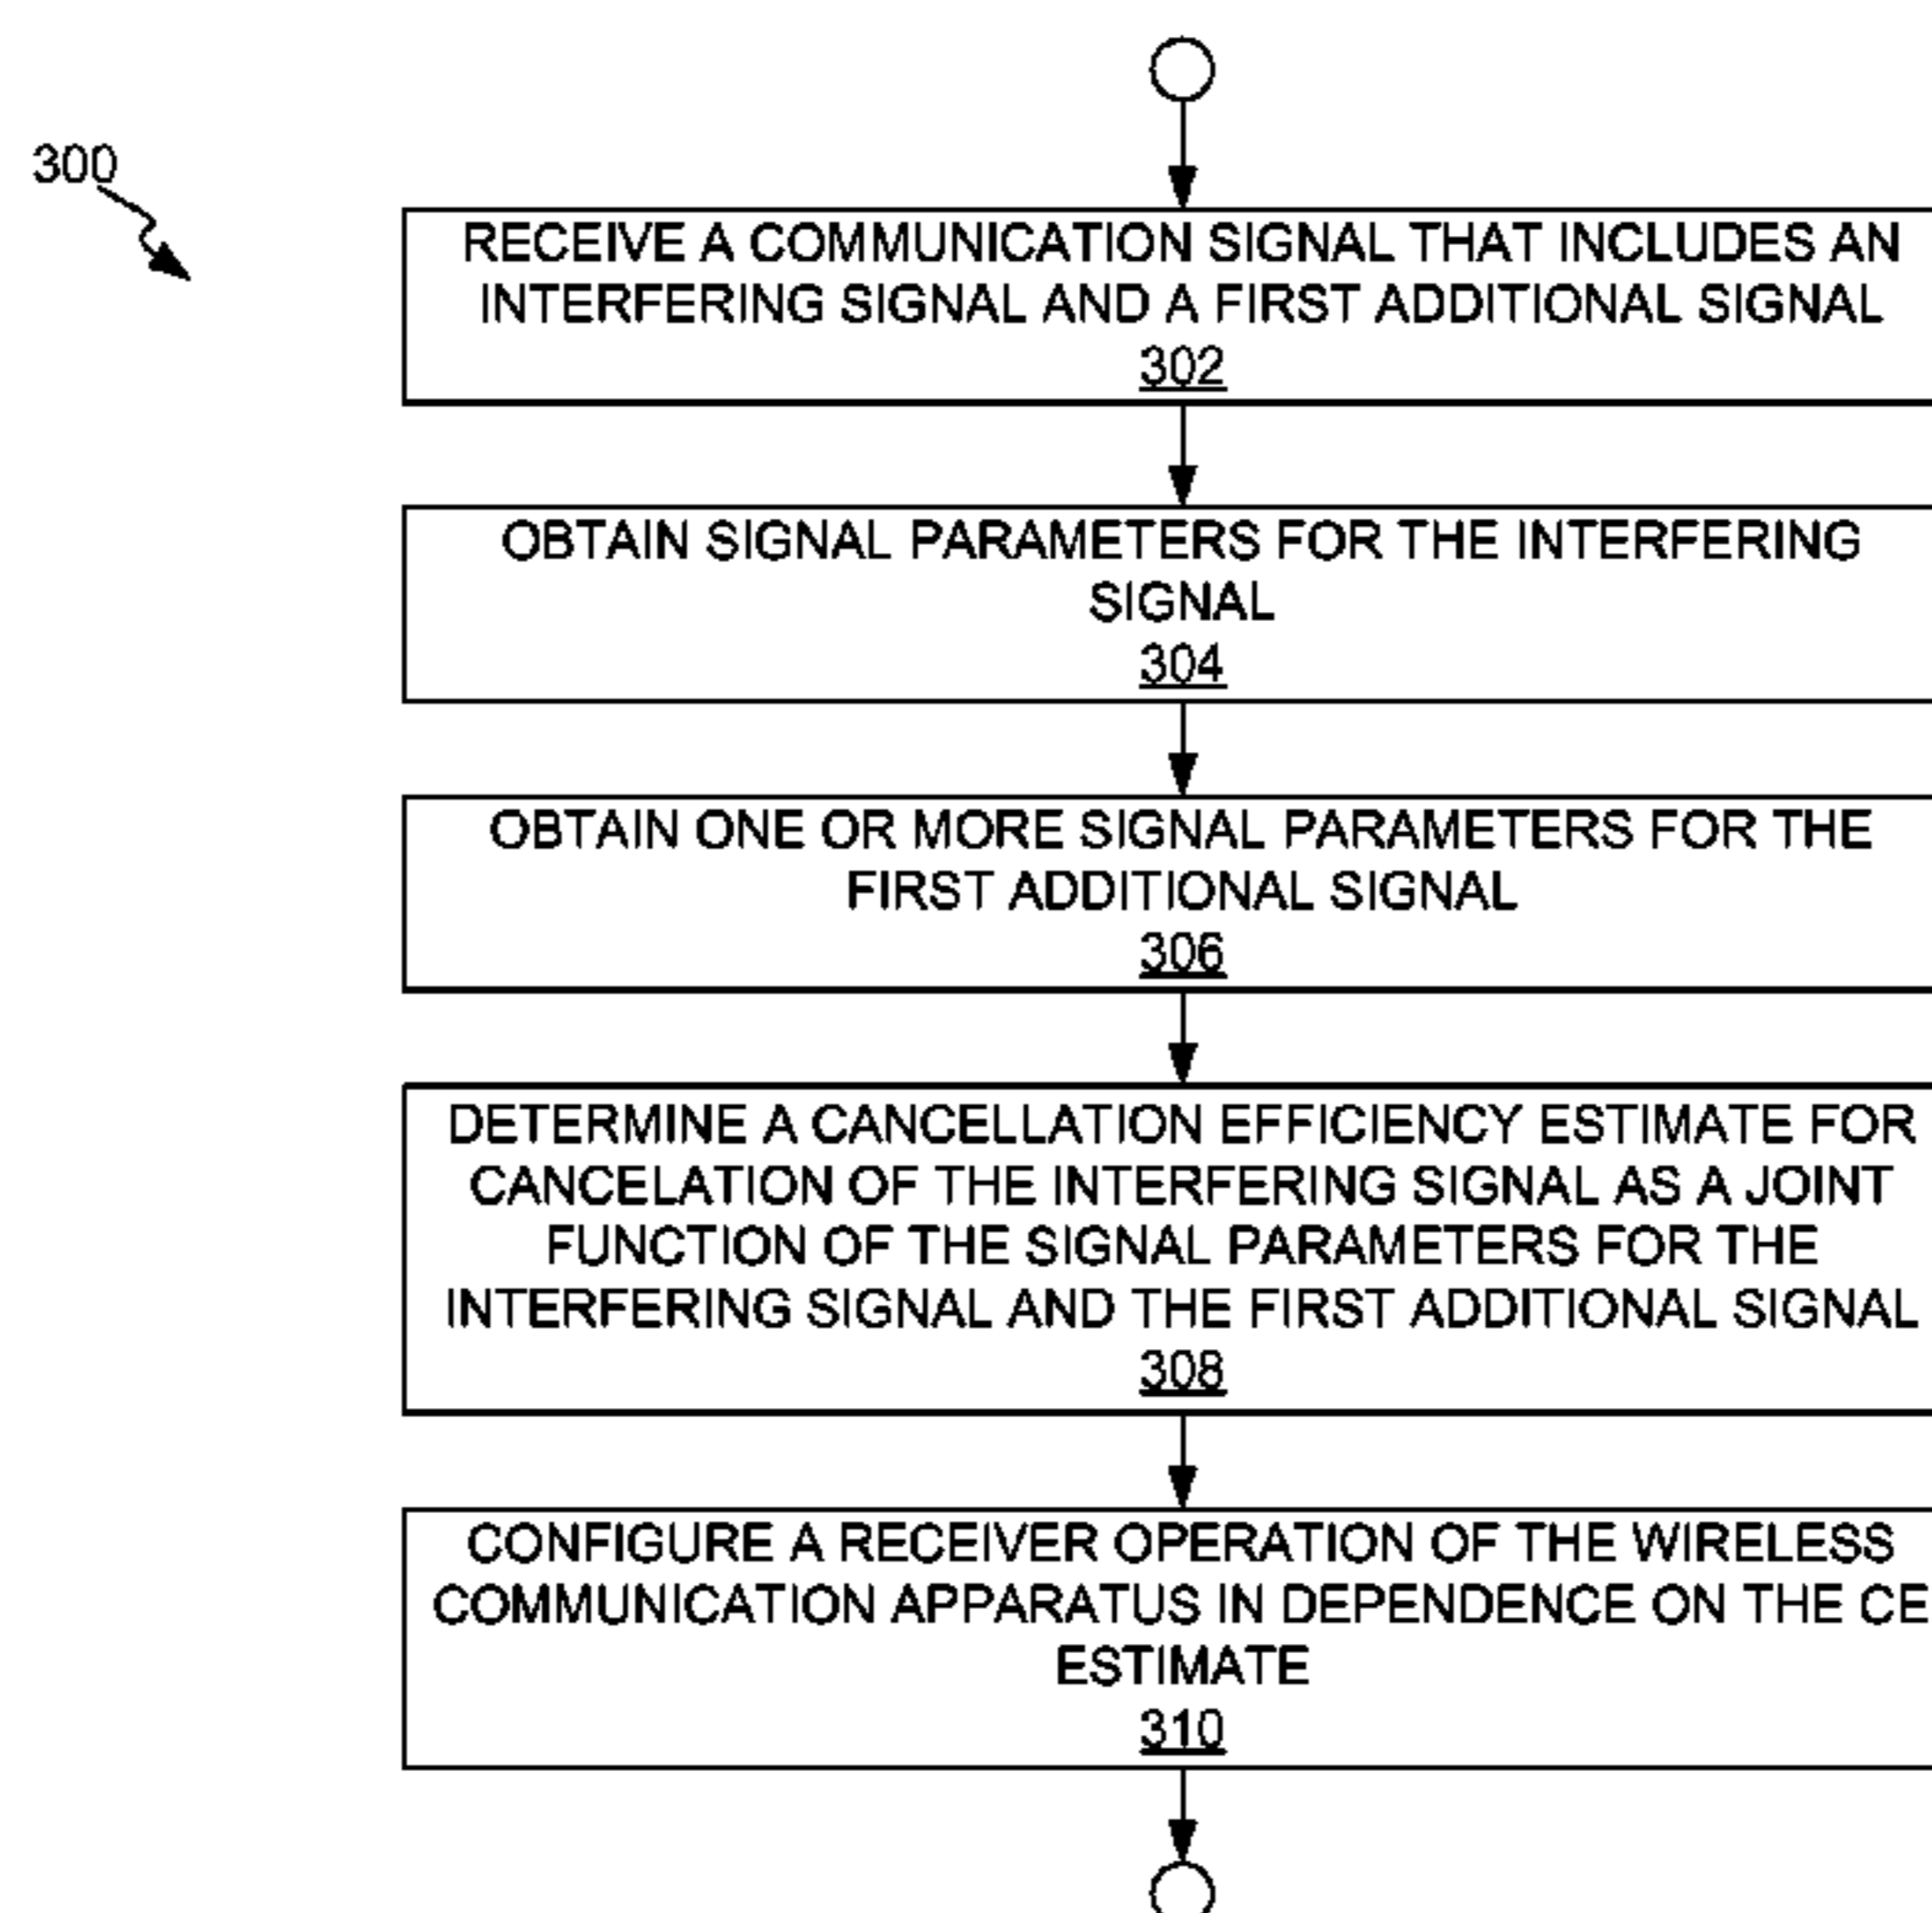 300
RECEIVE A COMMUNICATION SIGNAL THAT INCLUDES AN
INTERFERING SIGNAL AND A FIRST ADDITIONAL SIGNAL
302
OBTAIN SIGNAL PARAMETERS FOR THE INTERFERING
SIGNAL
304
OBTAIN ONE OR MORE SIGNAL PARAMETERS FOR THE
FIRST ADDITIONAL SIGNAL
306
DETERMINE A CANCELLATION EFFICIENCY ESTIMATE FOR
CANCELATION OF THE INTERFERING SIGNAL AS A JOINT
FUNCTION OF THE SIGNAL PARAMETERS FOR THE
INTERFERING SIGNAL AND THE FIRST ADDITIONAL SIGNAL
308
CONFIGURE A RECEIVER OPERATION OF THE WIRELESS
COMMUNICATION APPARATUS IN DEPENDENCE ON THE CE
ESTIMATE
310